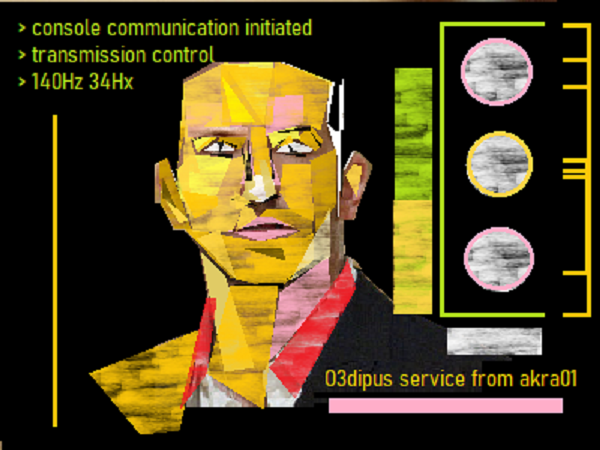 > console communication initiated
> transmission control
> 140Hz 34Hx
03dipus service from akra01